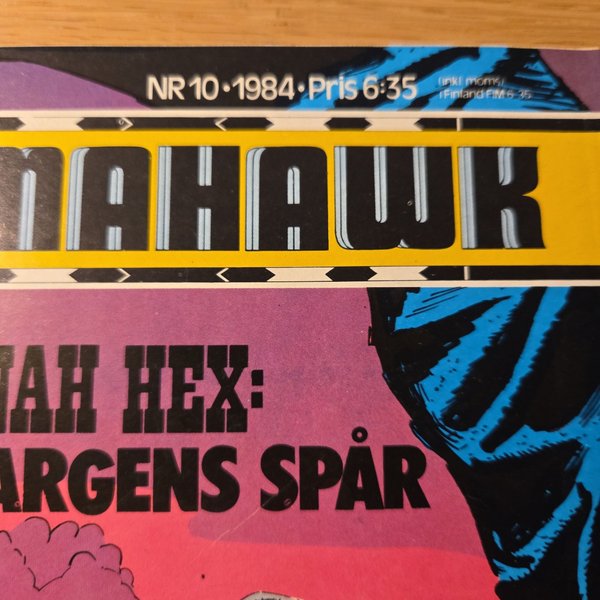 NR 10 • 1984 • Pris 6:35 (inkl moms)
i Finland FIM 6:35
MAHAWK
NAH HEX:
ARGENS SPÅR